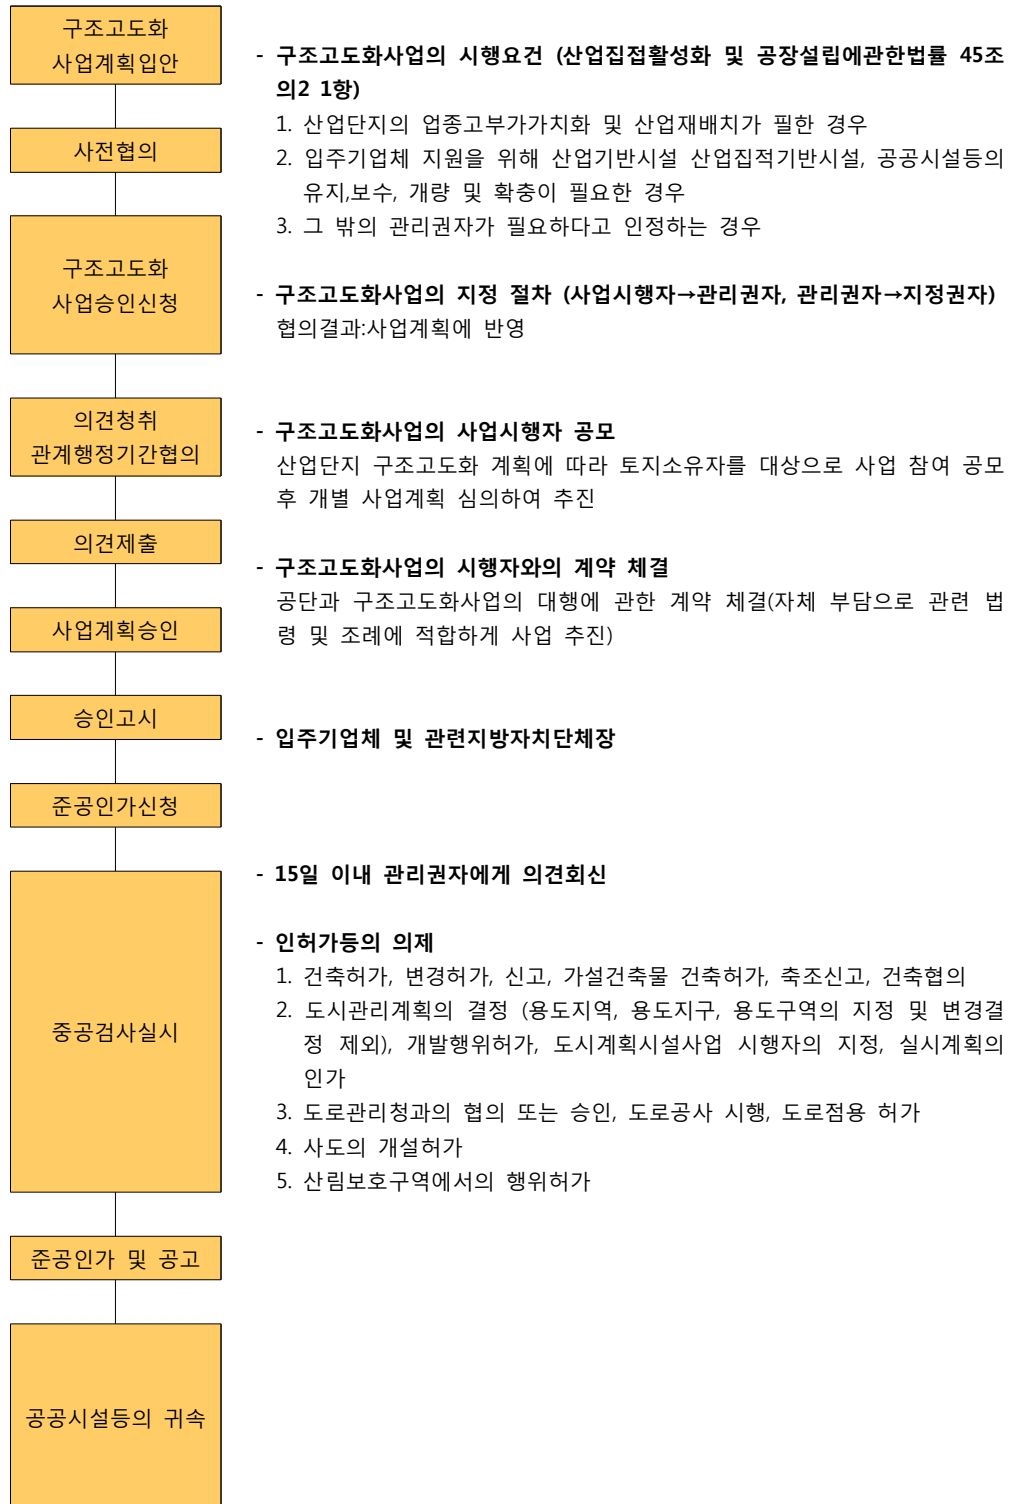 구조고도화
사업계획입안
사전협의
구조고도화
사업승인신청
의견청취
관계행정기간협의
의견제출
사업계획승인
승인고시
준공인가신청
중공검사실시
준공인가 및 공고
공공시설등의 귀속
- 구조고도화사업의 시행요건 (산업집접활성화 및 공장설립에관한법률 45조
의2 1항)
1. 산업단지의 업종고부가가치화 및 산업재배치가 필한 경우
2. 입주기업체 지원을 위해 산업기반시설 산업집적기반시설, 공공시설등의
유지,보수, 개량 및 확충이 필요한 경우
3. 그 밖의 관리권자가 필요하다고 인정하는 경우
- 구조고도화사업의 지정 절차 (사업시행자→관리권자, 관리권자→지정권자)
협의결과:사업계획에 반영
- 구조고도화사업의 사업시행자 공모
산업단지 구조고도화 계획에 따라 토지소유자를 대상으로 사업 참여 공모
후 개별 사업계획 심의하여 추진
- 구조고도화사업의 시행자와의 계약 체결
공단과 구조고도화사업의 대행에 관한 계약 체결(자체 부담으로 관련 법
령 및 조례에 적합하게 사업 추진)
- 입주기업체 및 관련지방자치단체장
- 15일 이내 관리권자에게 의견회신
- 인허가등의 의제
1. 건축허가, 변경허가, 신고, 가설건축물 건축허가, 축조신고, 건축협의
2. 도시관리계획의 결정 (용도지역, 용도지구, 용도구역의 지정 및 변경결
정 제외), 개발행위허가, 도시계획시설사업 시행자의 지정, 실시계획의
인가
3. 도로관리청과의 협의 또는 승인, 도로공사 시행, 도로점용 허가
4. 사도의 개설허가
5. 산림보호구역에서의 행위허가